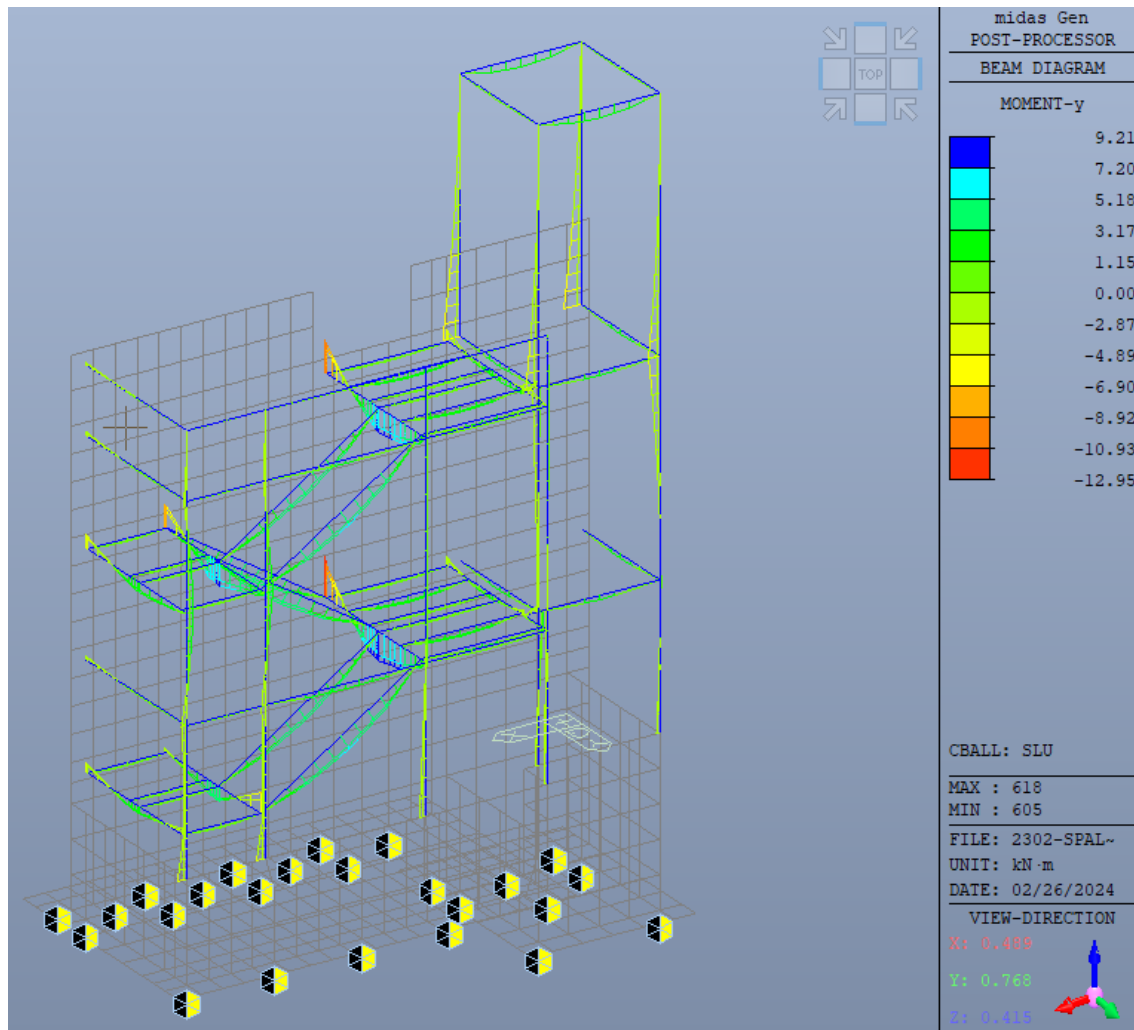 midas Gen
POST-PROCESSOR
BEAM DIAGRAM
MOMENT-y
9.21
7.20
5.18
3.17
1.15
0.00
-2.87
-4.89
-6.90
-8.92
-10.93
-12.95
CBALL: SLU
MAX : 618
MIN : 605
FILE: 2302-SPAL~
UNIT: kN·m
DATE: 02/26/2024
VIEW-DIRECTION
X: 0.489
Y: 0.768
Z: 0.415
TOP